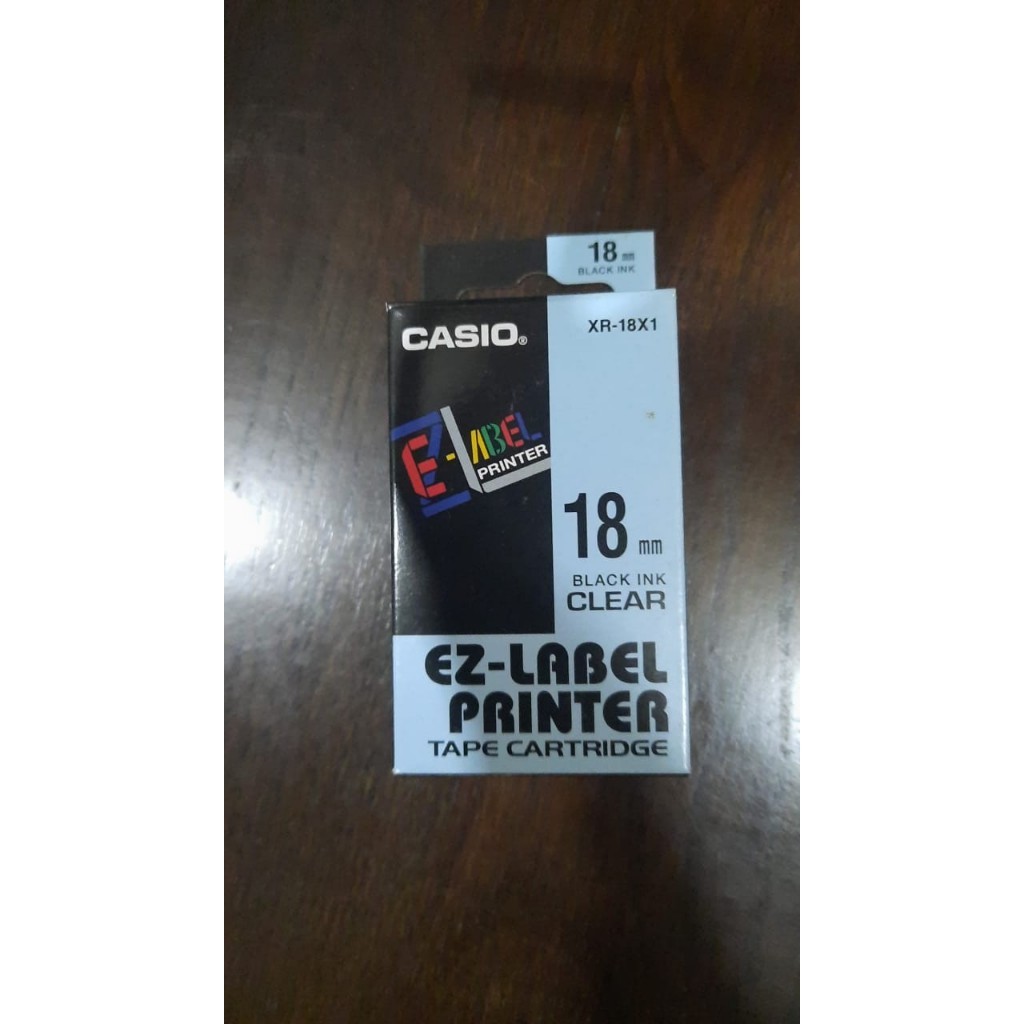 18 mm
BLACK INK
CASIO®
XR-18X1
EZ-LABEL
PRINTER
18 mm
BLACK INK
CLEAR
EZ-LABEL
PRINTER
TAPE CARTRIDGE